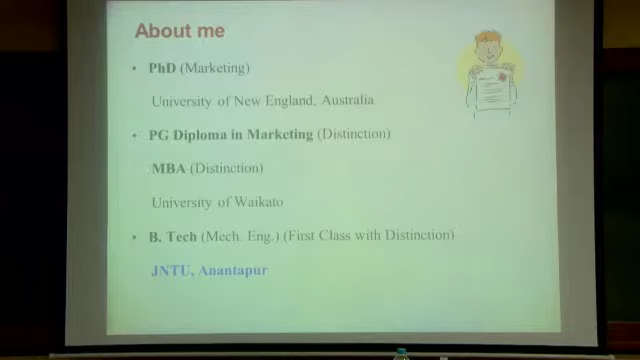 About me
• PhD (Marketing)
University of New England, Australia
• PG Diploma in Marketing (Distinction)
MBA (Distinction)
University of Waikato
• B. Tech (Mech. Eng.) (First Class with Distinction)
JNTU, Anantapur